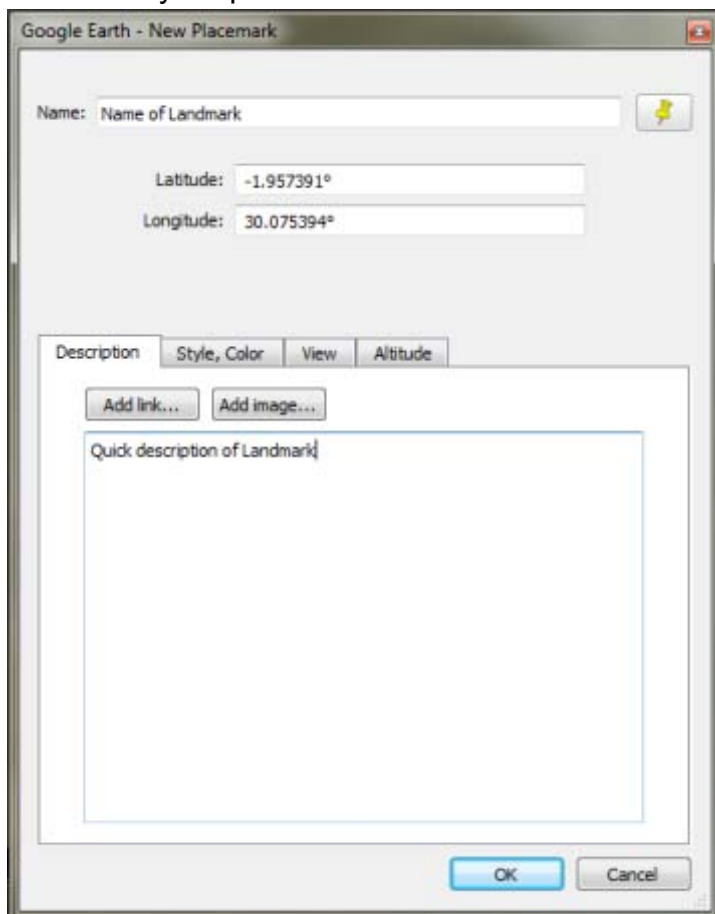 Google Earth - New Placemark
Name: Name of Landmark
Latitude: -1.957391°
Longitude: 30.075394°
Description Style, Color View Altitude
Add link... Add image...
Quick description of Landmark
OK Cancel